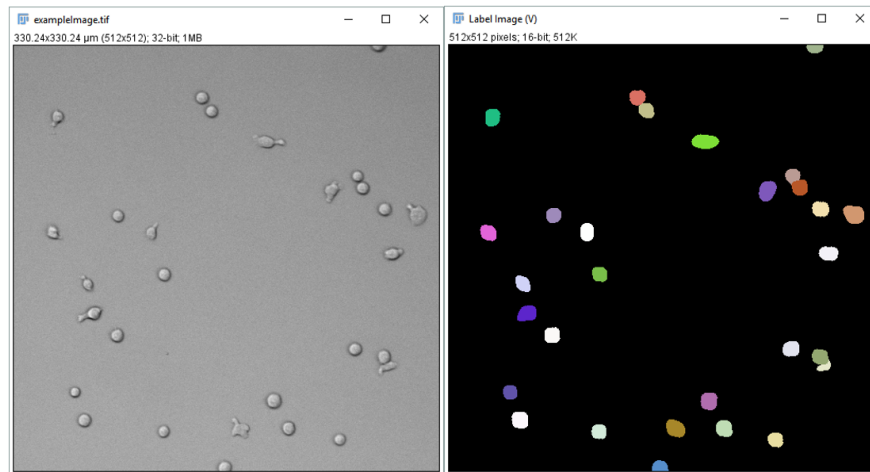 exampleImage.tif
330.24x330.24 µm (512x512); 32-bit; 1MB
Label Image (V)
512x512 pixels; 16-bit; 512K